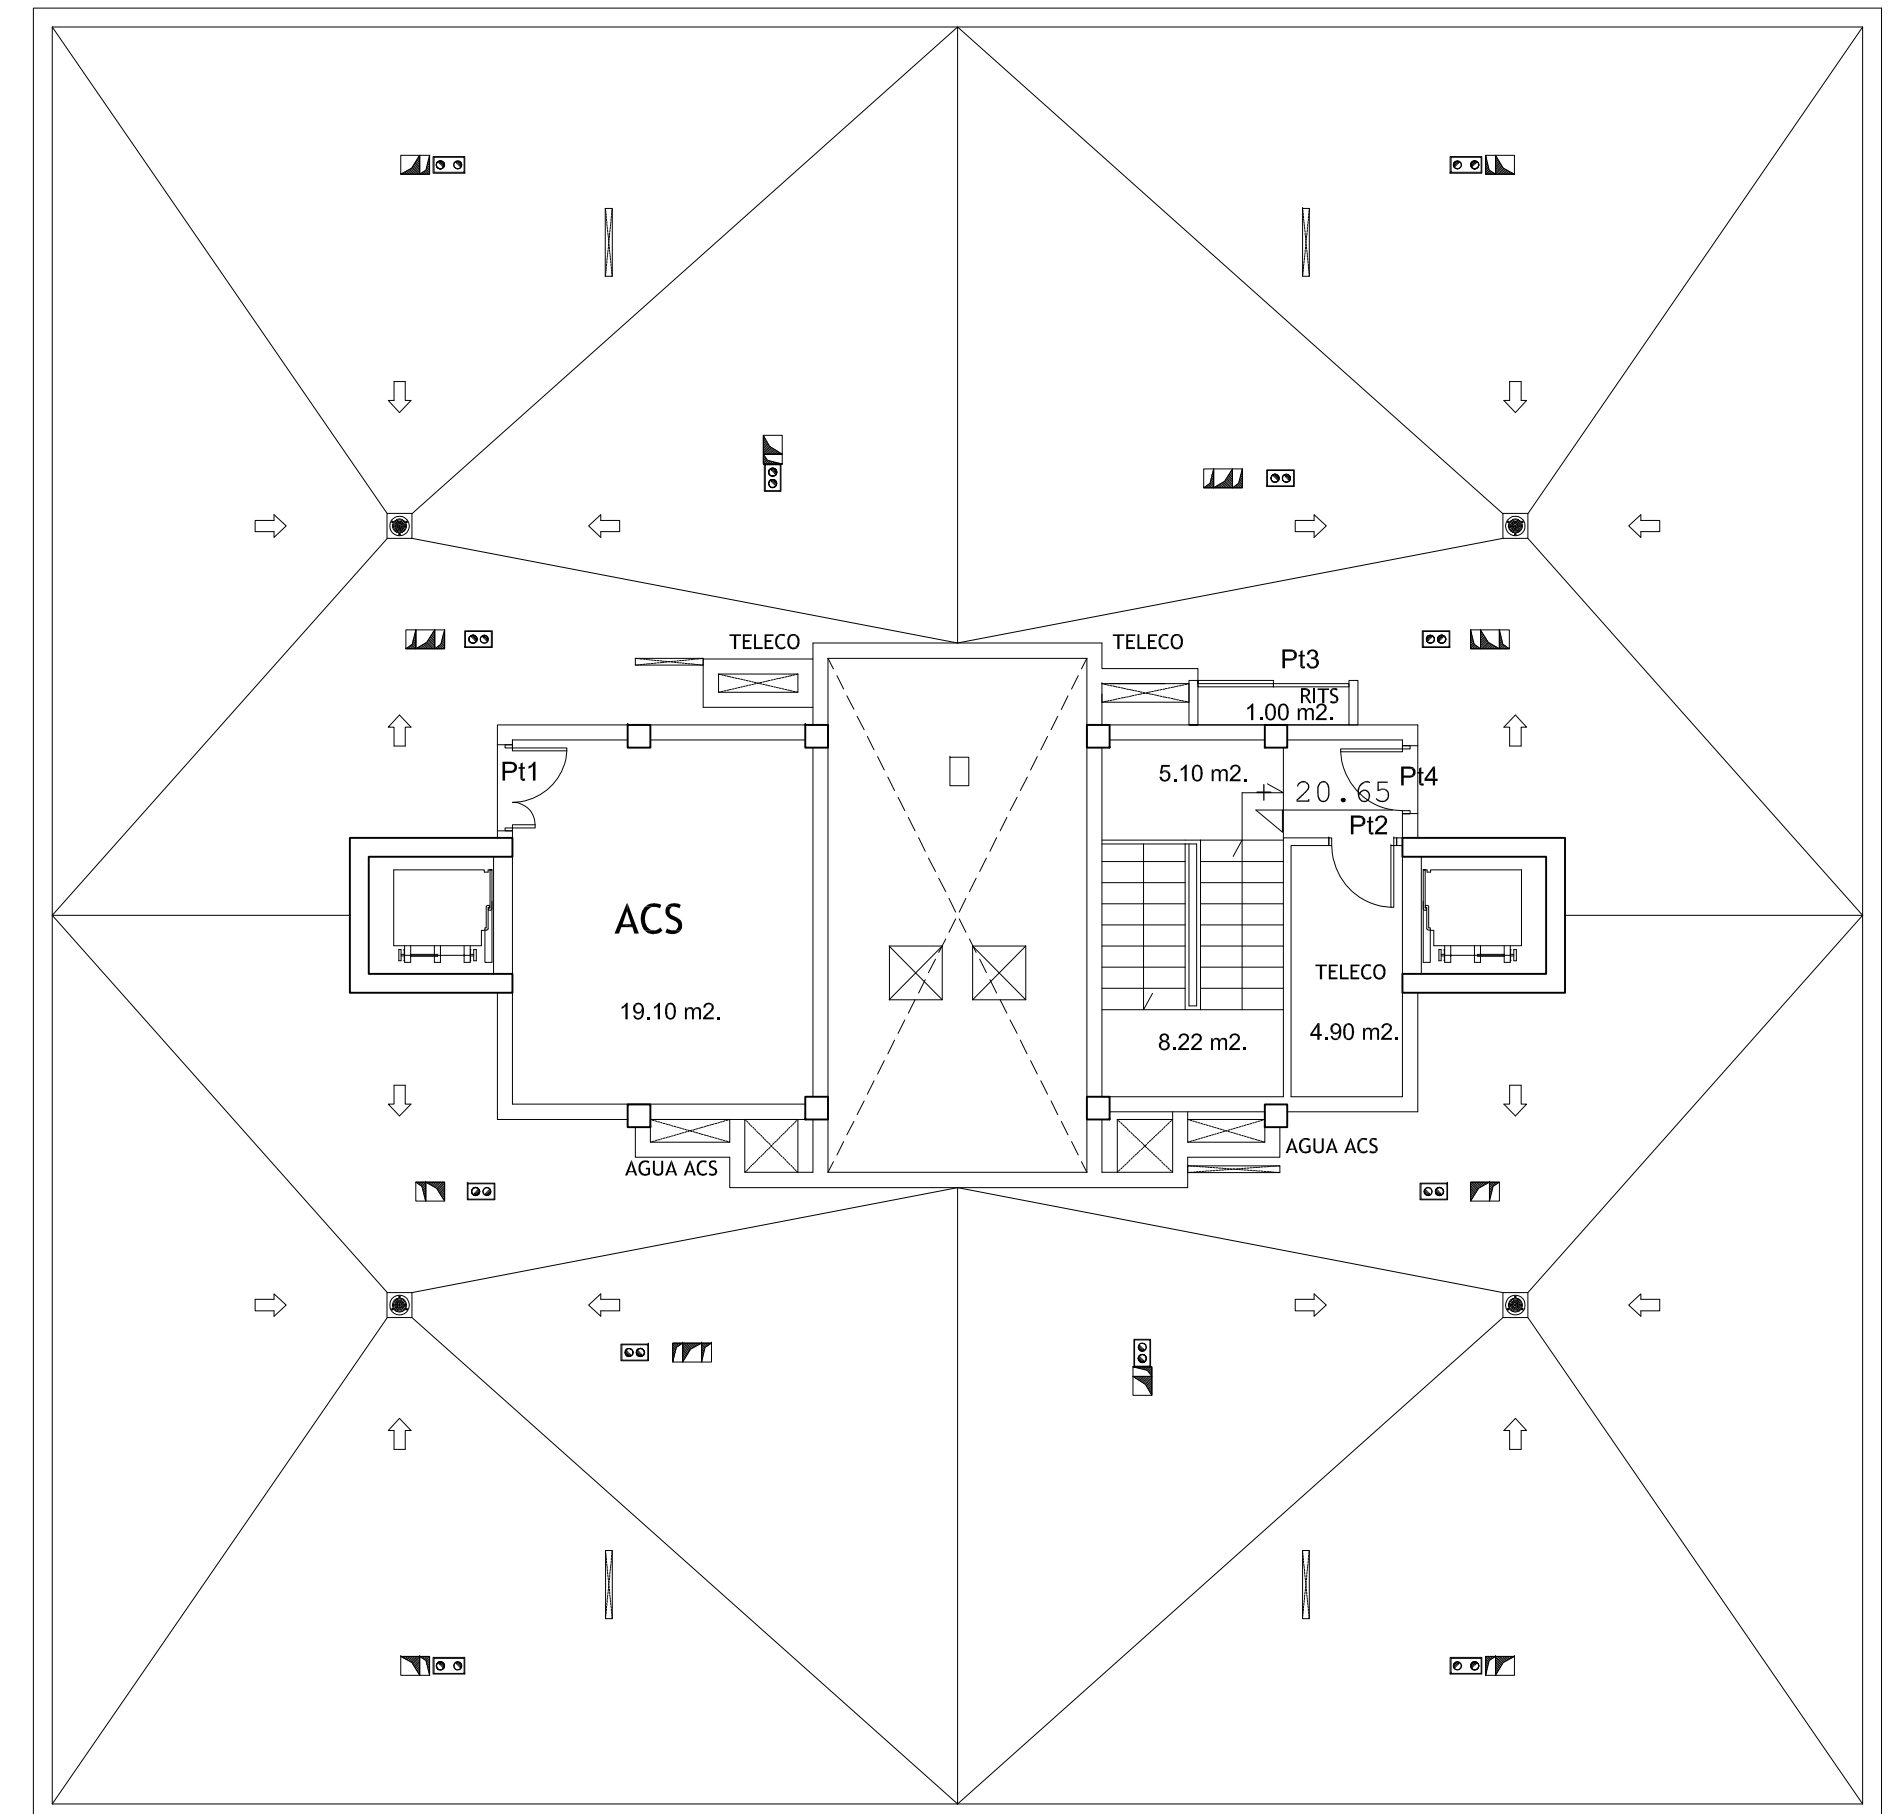 TELECO
TELECO
Pt3
RITS
1.00 m2.
Pt1
5.10 m2.
Pt4
20.65
Pt2
ACS
TELECO
19.10 m2.
4.90 m2.
8.22 m2.
AGUA ACS
AGUA ACS